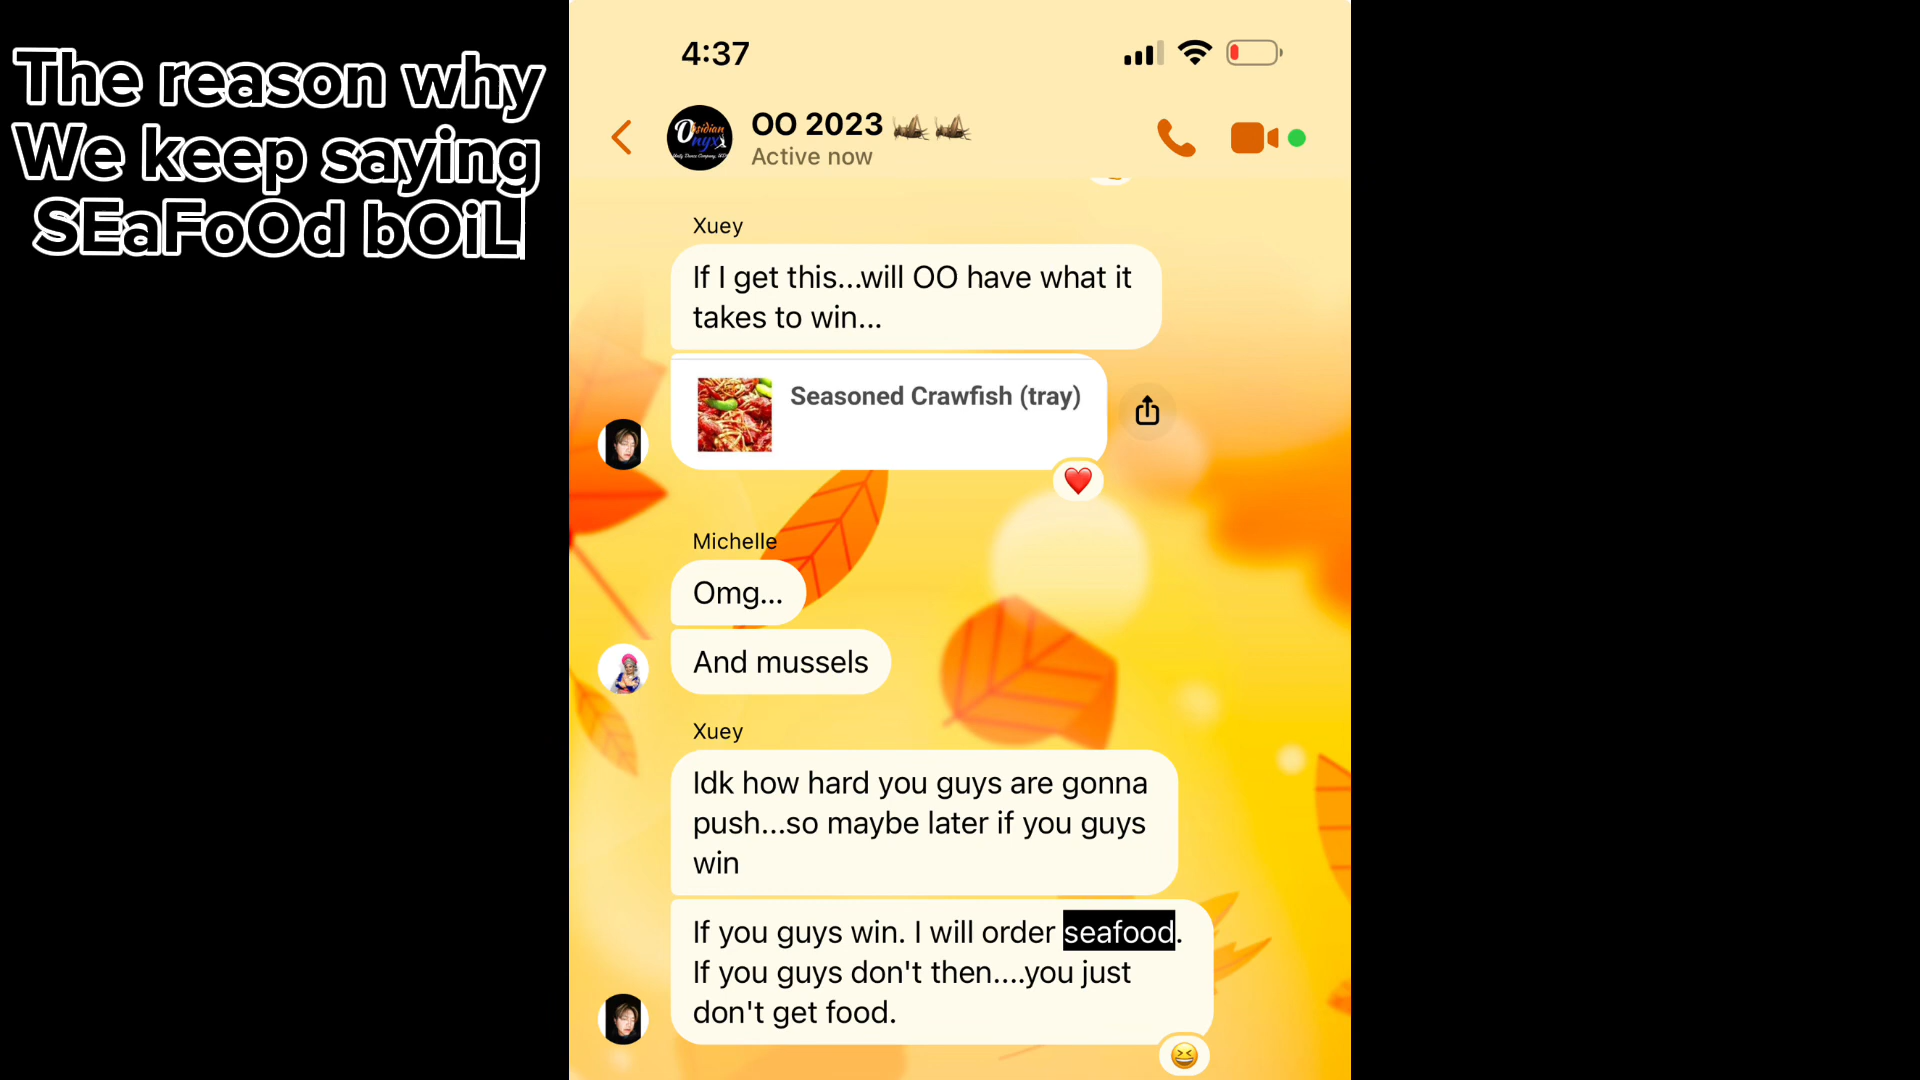 The reason why
We keep saying
SEaFoOd bOiL
4:37
Obsidian
Onyx
OO 2023 🦗🦗
Active now
Xuey
If I get this...will OO have what it
takes to win...
Seasoned Crawfish (tray)
Michelle
Omg...
And mussels
Xuey
Idk how hard you guys are gonna
push...so maybe later if you guys
win
If you guys win. I will order seafood.
If you guys don't then....you just
don't get food.